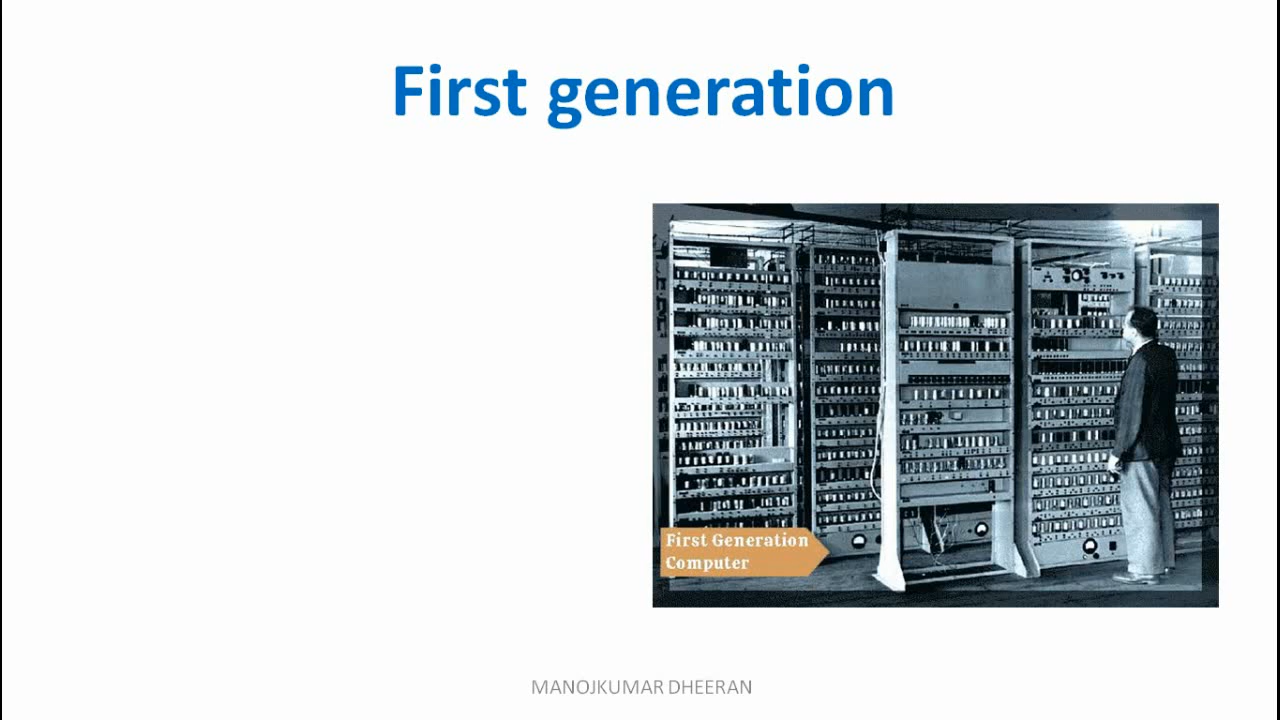 First generation
First Generation
Computer
MANOJKUMAR DHEERAN